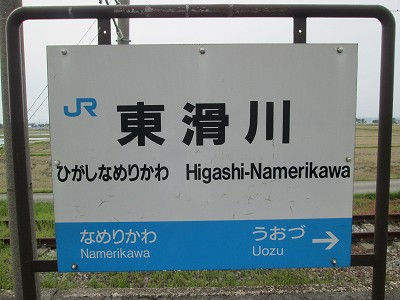 JR 東滑川
ひがしなめりかわ Higashi-Namerikawa
なめりかわ うおづ →
Namerikawa Uozu